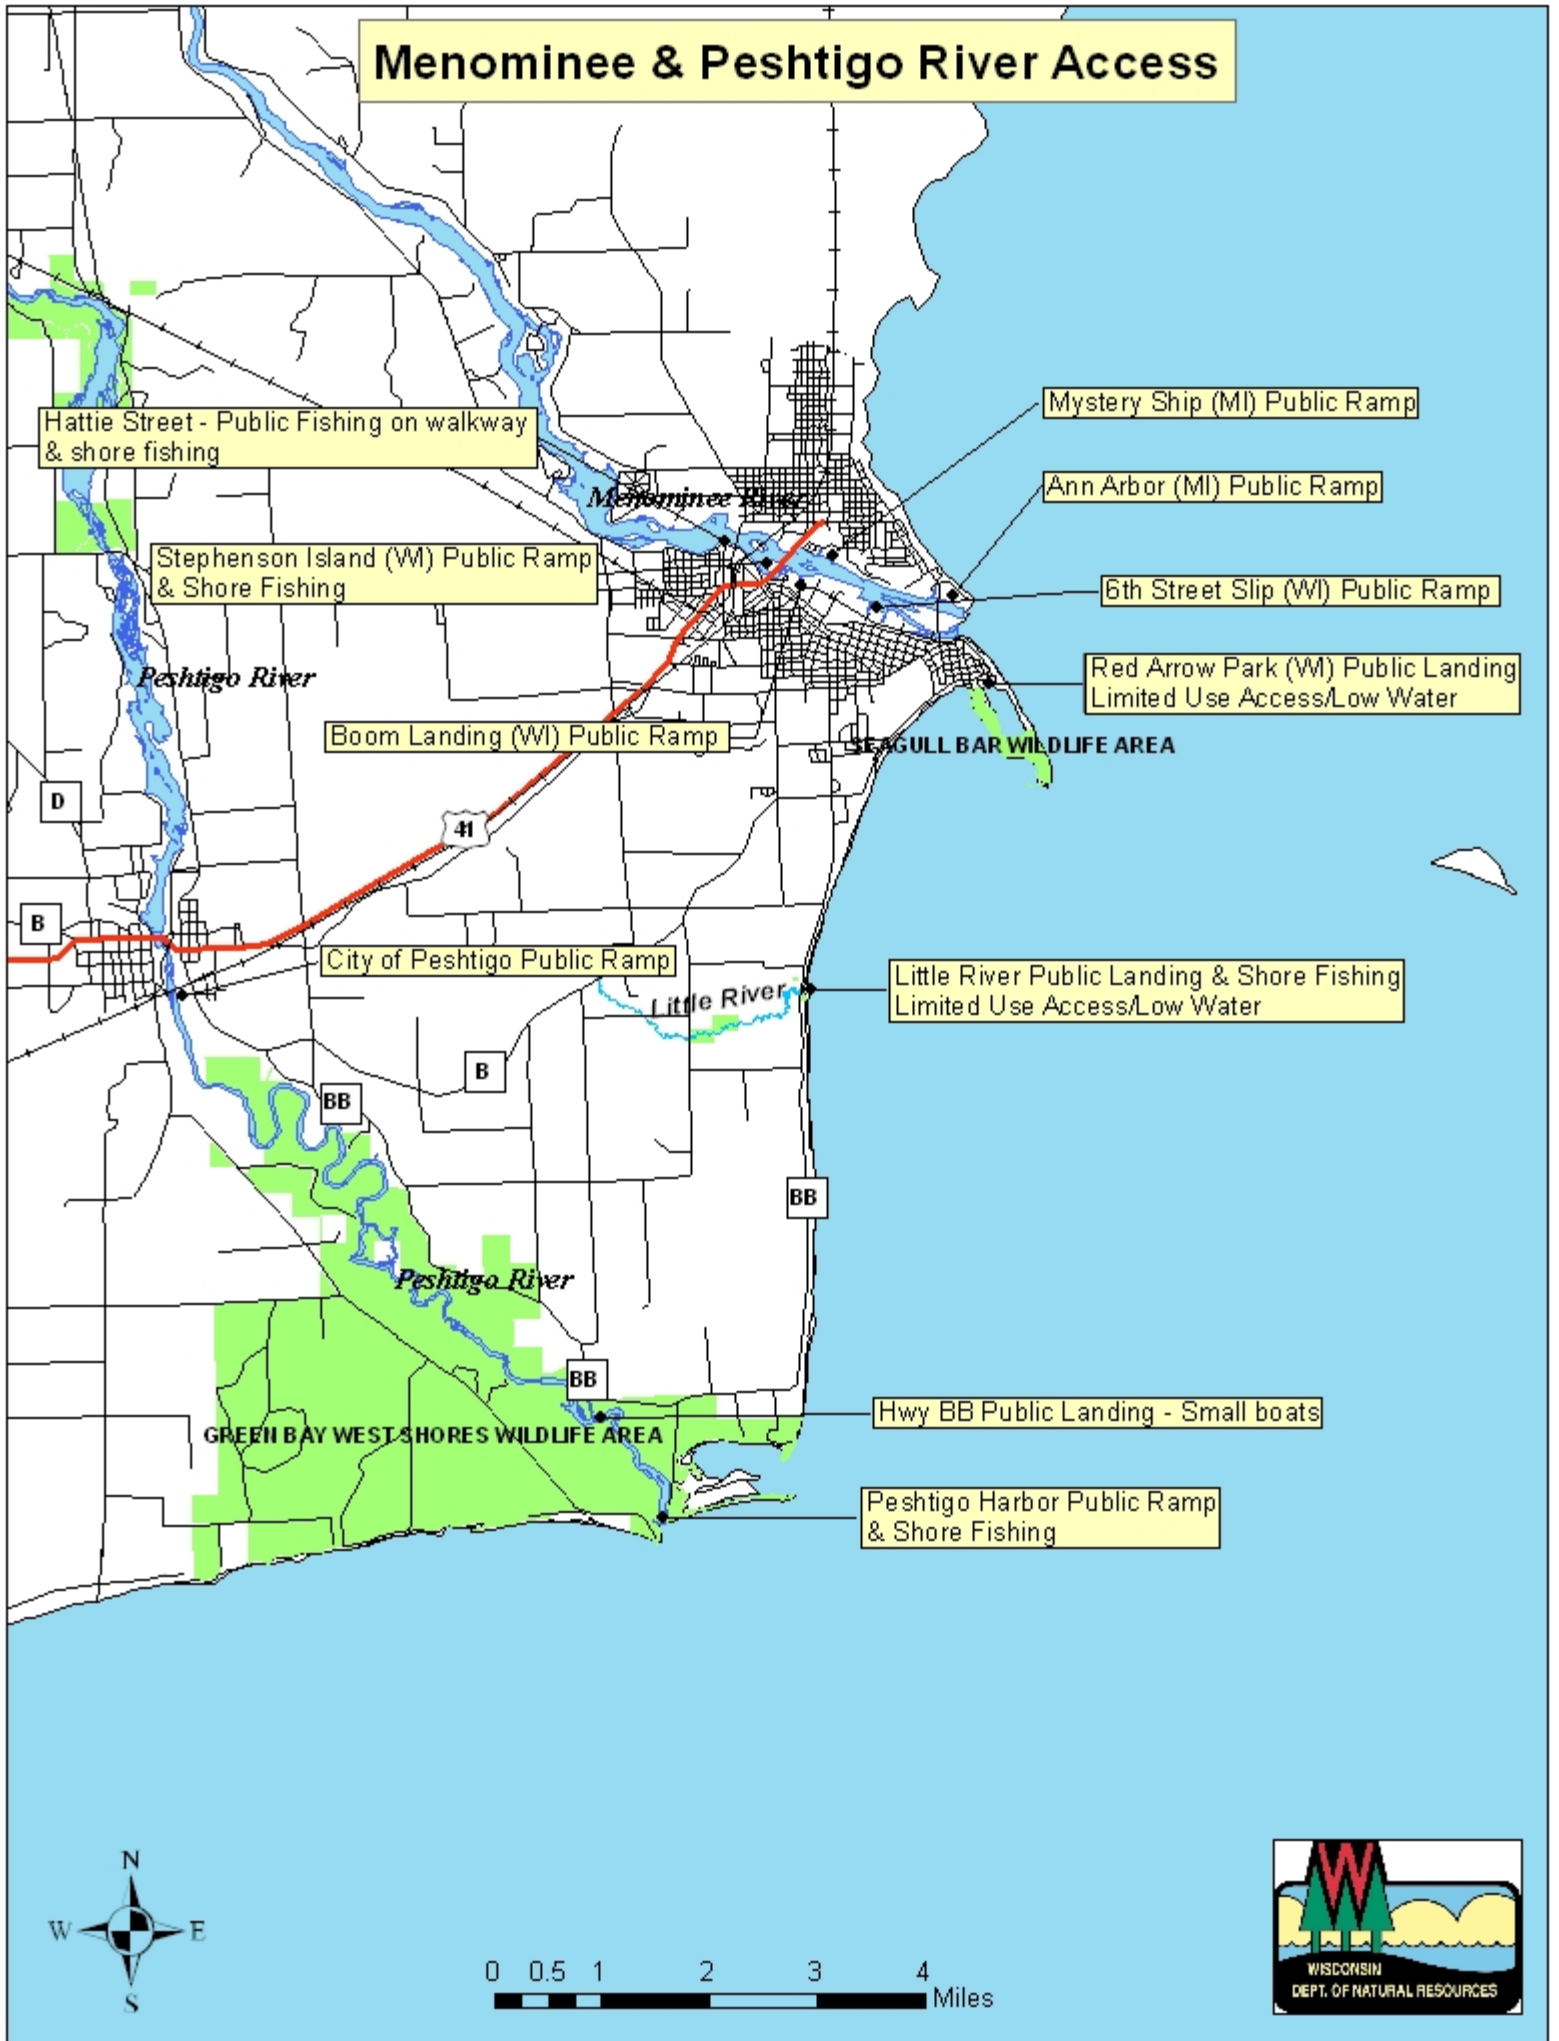 Menominee & Peshtigo River Access
Mystery Ship (MI) Public Ramp
Hattie Street - Public Fishing on walkway
& shore fishing
Ann Arbor (MI) Public Ramp
Menominee River
Stephenson Island (WI) Public Ramp
& Shore Fishing
6th Street Slip (WI) Public Ramp
Peshtigo River
Red Arrow Park (WI) Public Landing
Limited Use Access/Low Water
Boom Landing (WI) Public Ramp
SEAGULL BAR WILDLIFE AREA
D
41
B
City of Peshtigo Public Ramp
Little River Public Landing & Shore Fishing
Limited Use Access/Low Water
Little River
B
BB
BB
Peshtigo River
BB
Hwy BB Public Landing - Small boats
GREEN BAY WEST SHORES WILDLIFE AREA
Peshtigo Harbor Public Ramp
& Shore Fishing
N
W E
S
0 0.5 1 2 3 4
Miles
W
WISCONSIN
DEPT. OF NATURAL RESOURCES